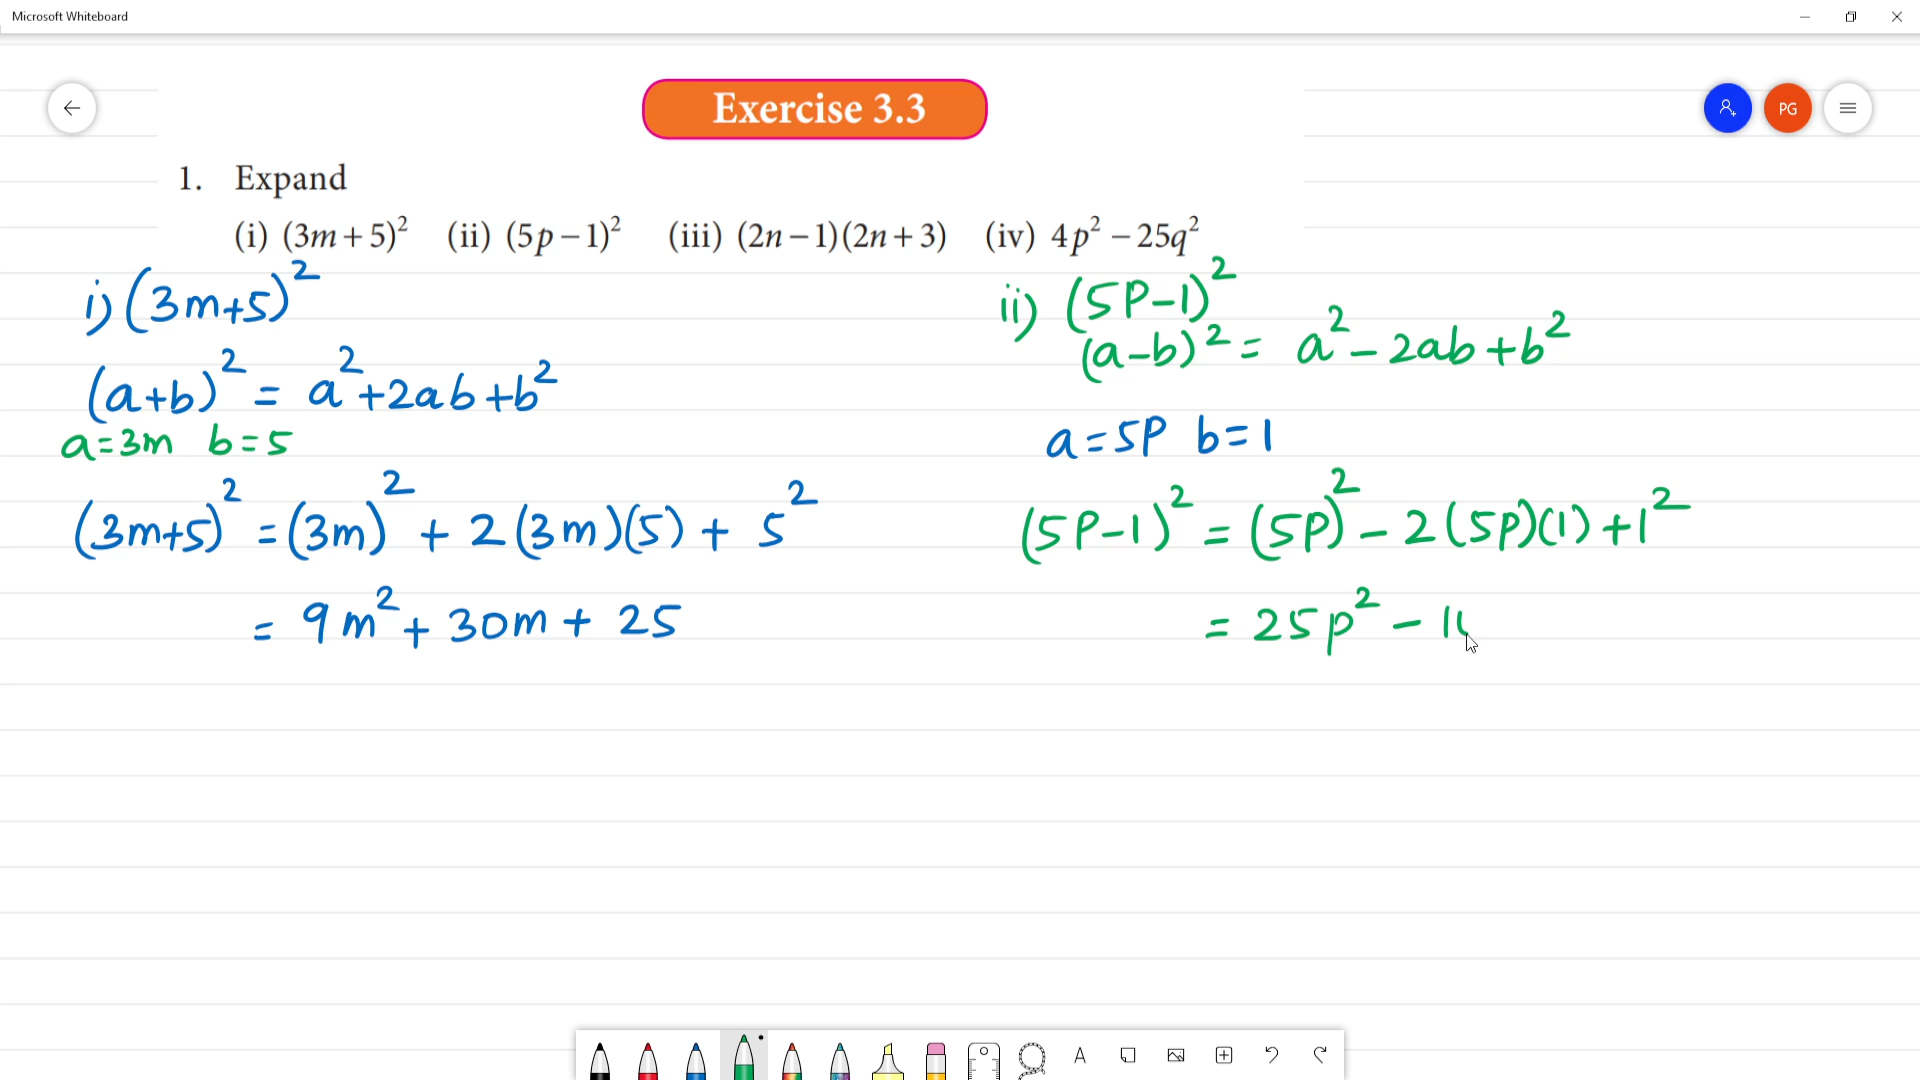 Microsoft Whiteboard
PG
Exercise 3.3
1. Expand
(i) (3m + 5)² (ii) (5p − 1)² (iii) (2n − 1)(2n + 3) (iv) 4p² − 25q²
i) (3m+5)²
(a+b)² = a²+2ab+b²
a=3m b=5
(3m+5)² = (3m)² + 2(3m)(5) + 5²
= 9m² + 30m + 25
ii) (5P−1)²
(a−b)² = a² − 2ab + b²
a=5P b=1
(5P−1)² = (5P)² − 2(5P)(1) + 1²
= 25p² − 1
A